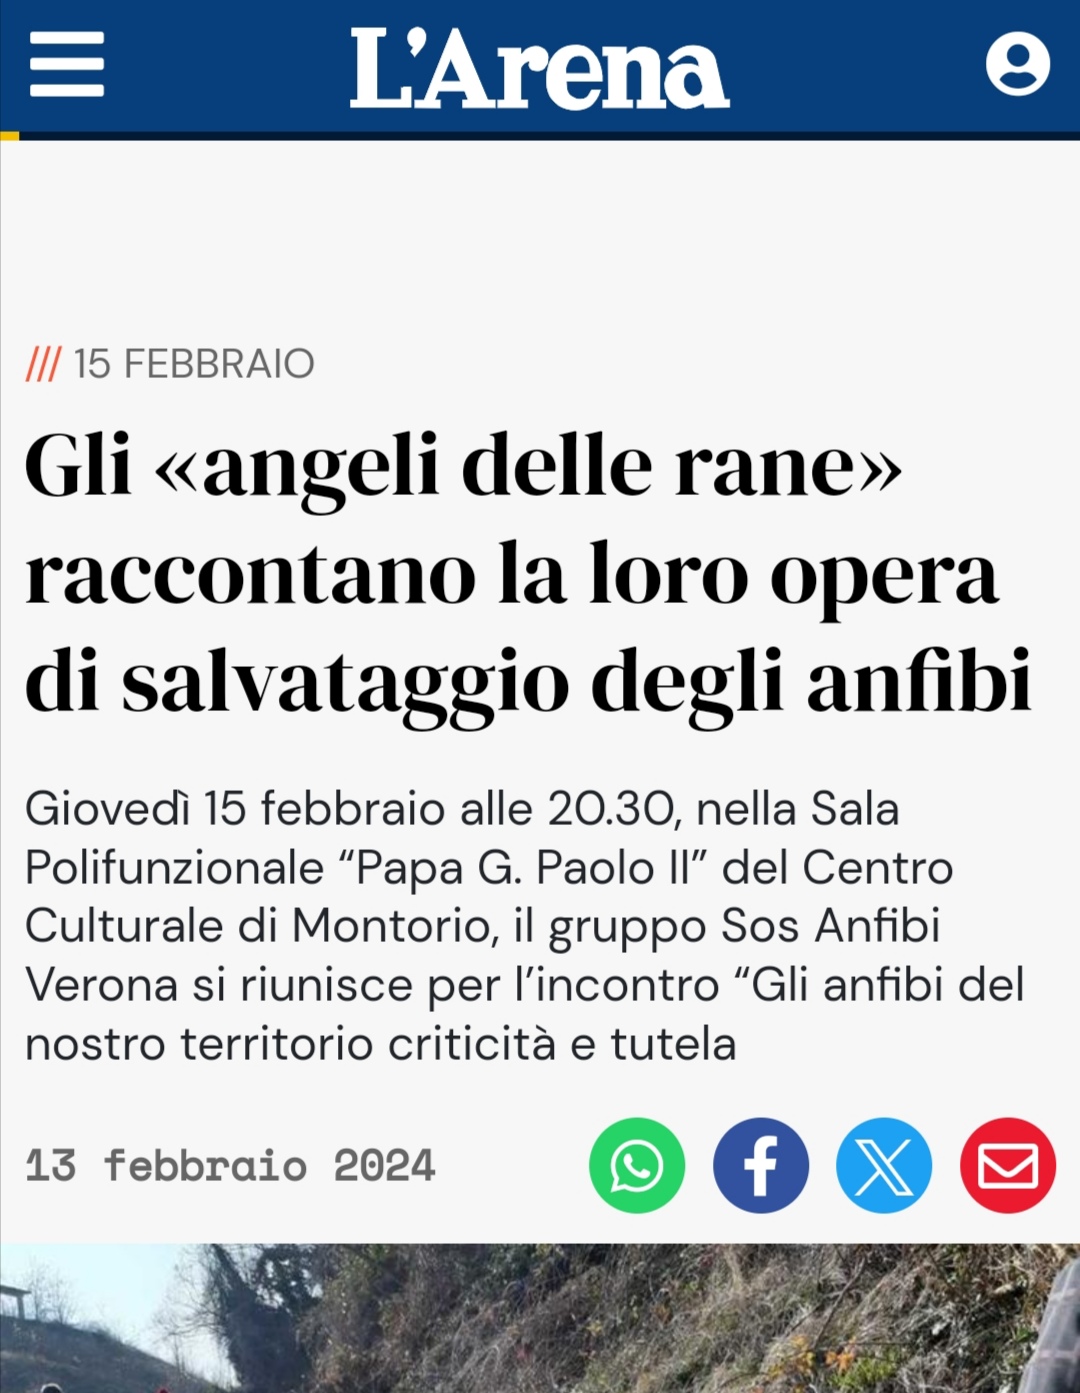 L'Arena
/// 15 FEBBRAIO
Gli «angeli delle rane»
raccontano la loro opera
di salvataggio degli anfibi
Giovedì 15 febbraio alle 20.30, nella Sala
Polifunzionale “Papa G. Paolo II” del Centro
Culturale di Montorio, il gruppo Sos Anfibi
Verona si riunisce per l’incontro “Gli anfibi del
nostro territorio criticità e tutela
13 febbraio 2024